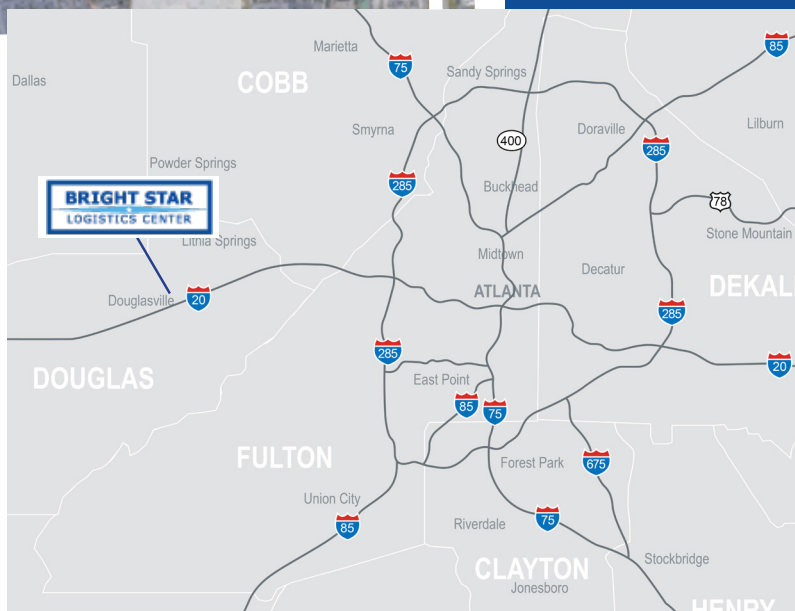 Marietta
75
85
Sandy Springs
Dallas
COBB
Smyrna
400
Doraville
Lilburn
285
Powder Springs
285
Buckhead
78
BRIGHT STAR
LOGISTICS CENTER
Lithia Springs
Stone Mountain
Midtown
Decatur
Douglasville
20
ATLANTA
DEKAL
285
285
20
DOUGLAS
East Point
85
75
FULTON
Forest Park
675
Union City
85
Riverdale
75
Stockbridge
CLAYTON
Jonesboro
HENRY